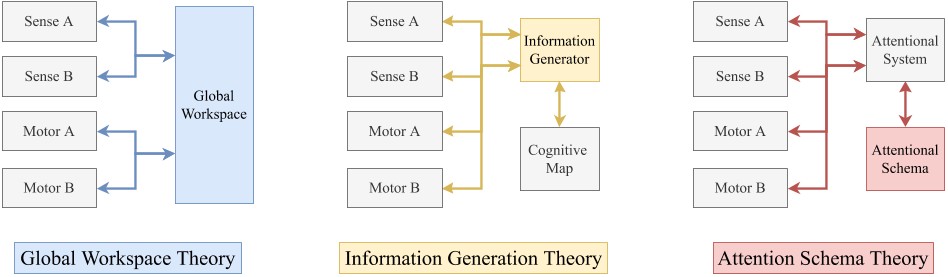 Sense A
Sense B
Motor A
Motor B
Global
Workspace
Global Workspace Theory
Sense A
Sense B
Motor A
Motor B
Information
Generator
Cognitive
Map
Information Generation Theory
Sense A
Sense B
Motor A
Motor B
Attentional
System
Attentional
Schema
Attention Schema Theory